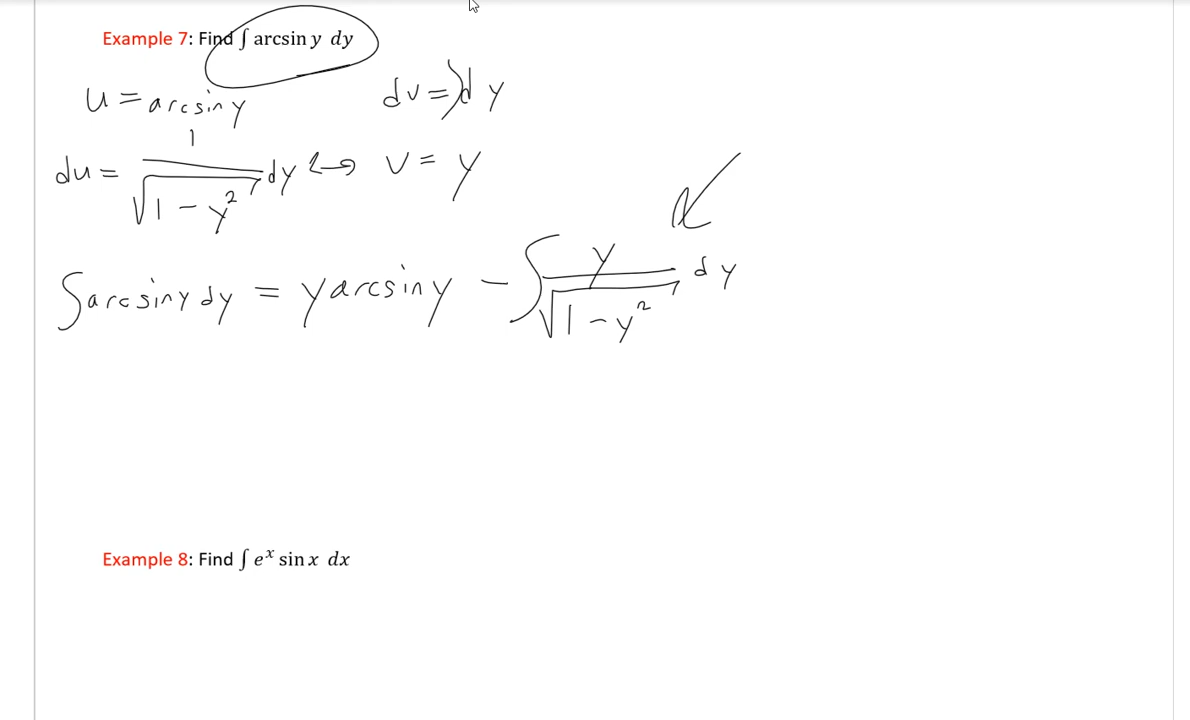 Example 7: Find ∫ arcsin y dy
u = arcsin y dv = dy
du = 1/√(1 - y²) dy v = y
∫ arcsin y dy = y arcsin y - ∫ y/√(1 - y²) dy
Example 8: Find ∫ eˣ sin x dx